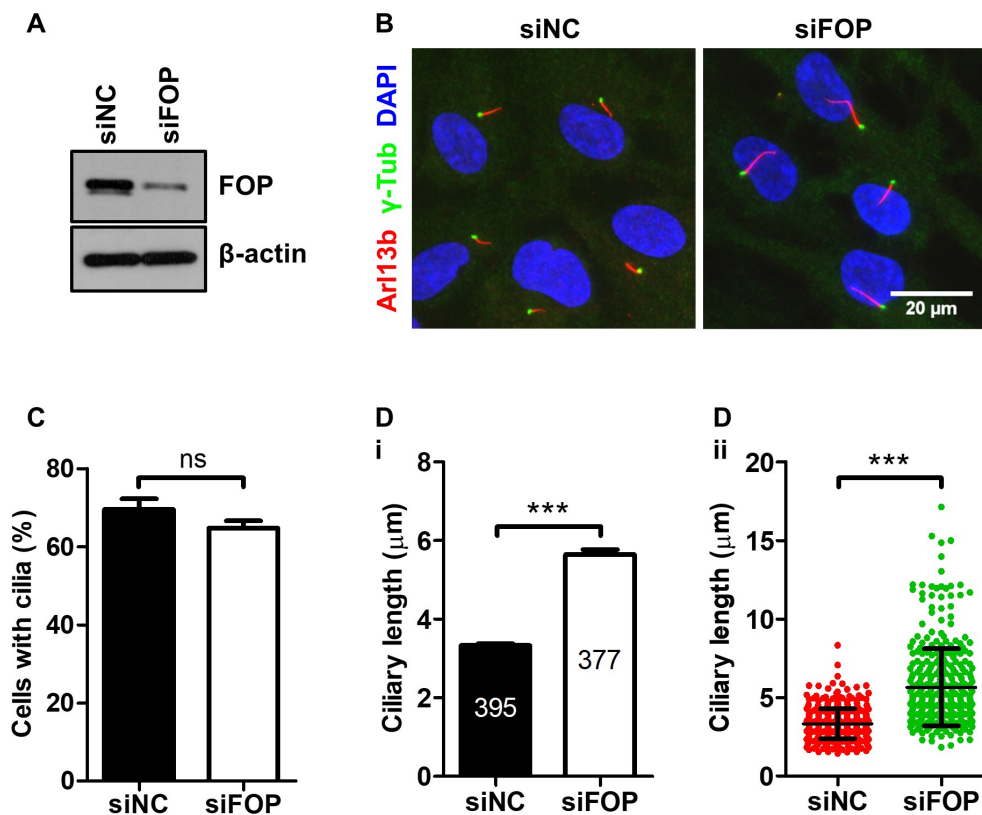 A
siNC
siFOP
FOP
β-actin
B
siNC
siFOP
Arl13b γ-Tub DAPI
20 μm
C
Cells with cilia (%)
80
60
40
20
0
ns
siNC
siFOP
D
i
Ciliary length (μm)
8
6
4
2
0
***
395
377
siNC
siFOP
D
ii
Ciliary length (μm)
20
15
10
5
0
***
siNC
siFOP